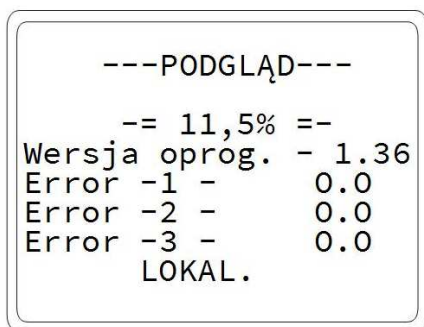 ---PODGLĄD---
-= 11,5% =-
Wersja oprog. - 1.36
Error -1 - 0.0
Error -2 - 0.0
Error -3 - 0.0
LOKAL.